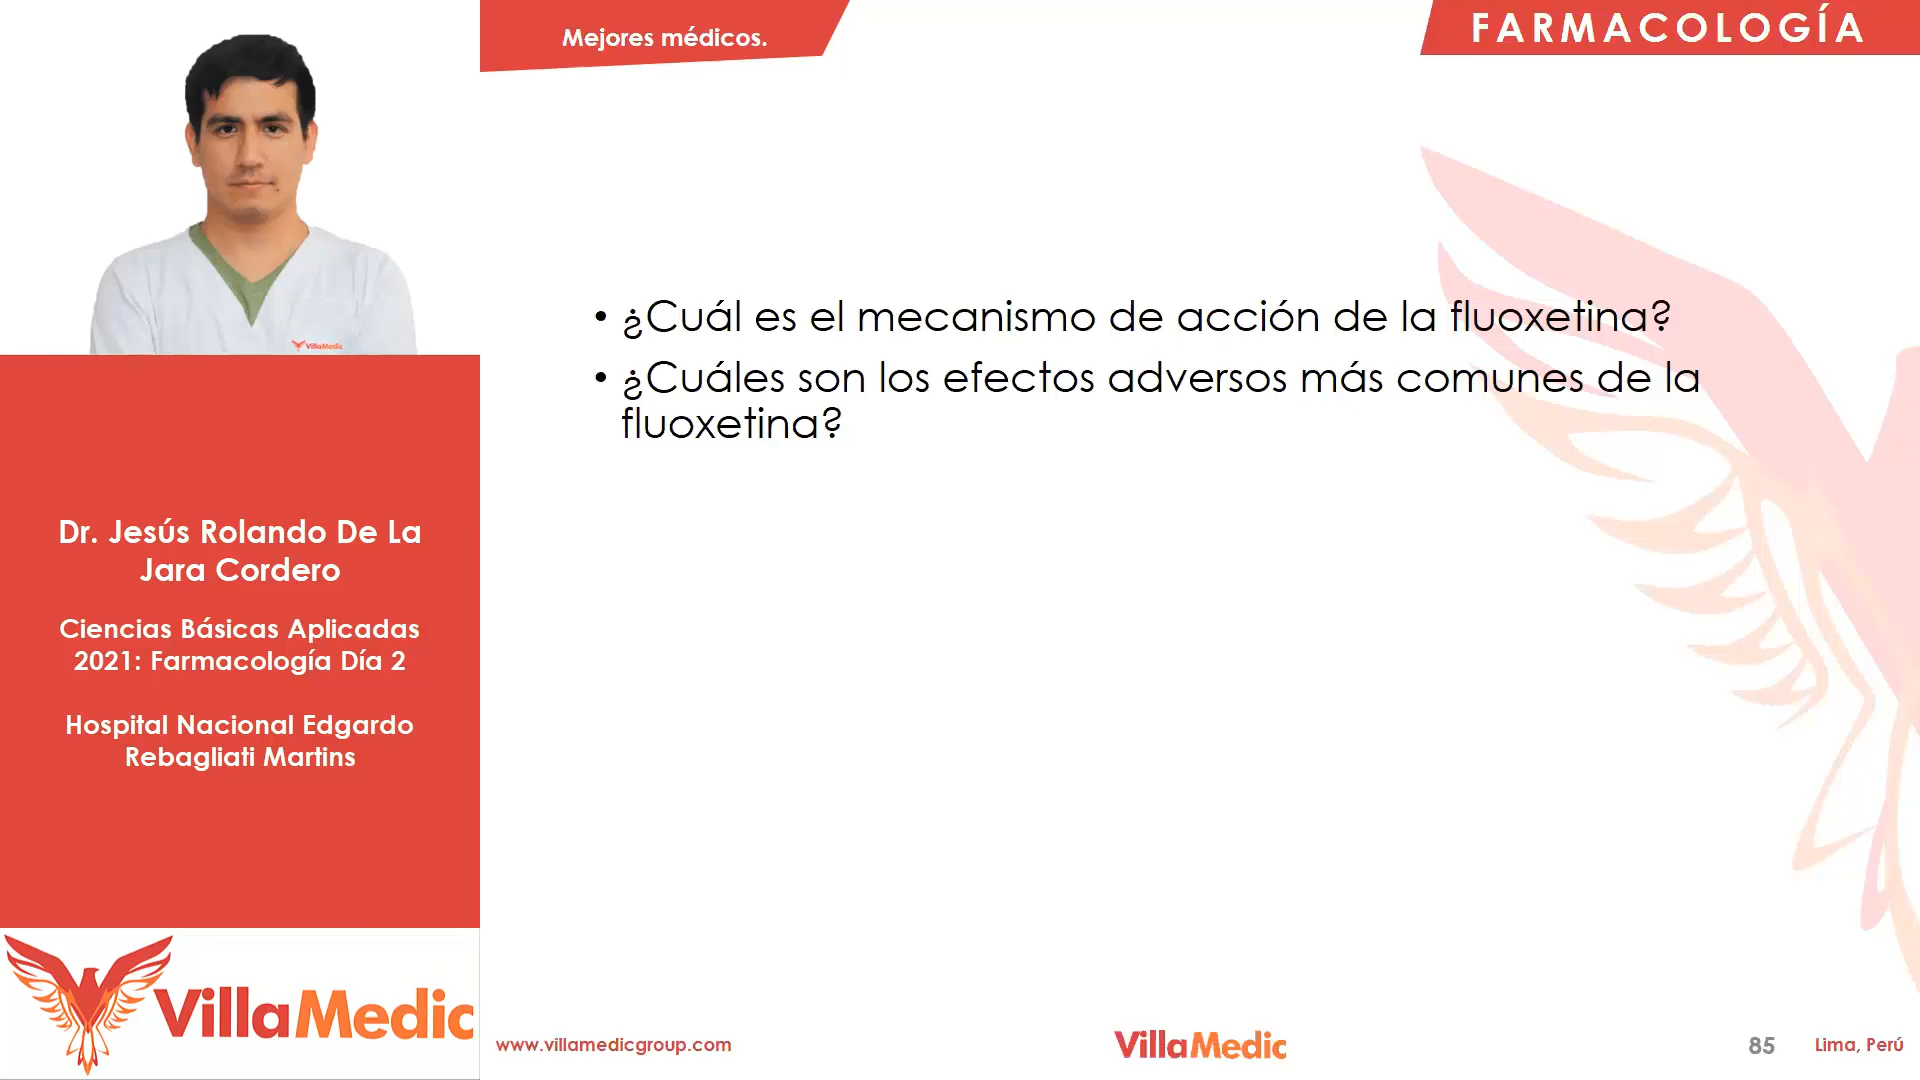 Mejores médicos.
FARMACOLOGÍA
VillaMedic
• ¿Cuál es el mecanismo de acción de la fluoxetina?
• ¿Cuáles son los efectos adversos más comunes de la
fluoxetina?
Dr. Jesús Rolando De La
Jara Cordero
Ciencias Básicas Aplicadas
2021: Farmacología Día 2
Hospital Nacional Edgardo
Rebagliati Martins
VillaMedic
www.villamedicgroup.com
VillaMedic
85
Lima, Perú